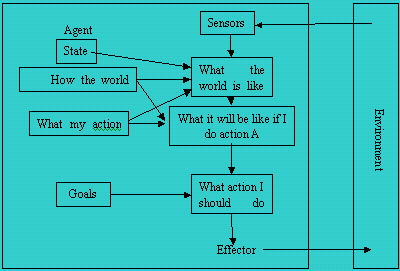 Sensors
Agent
State
What the
world is like
How the world
What my action
What it will be like if I
do action A
Goals
What action I
should do
Effector
Environment